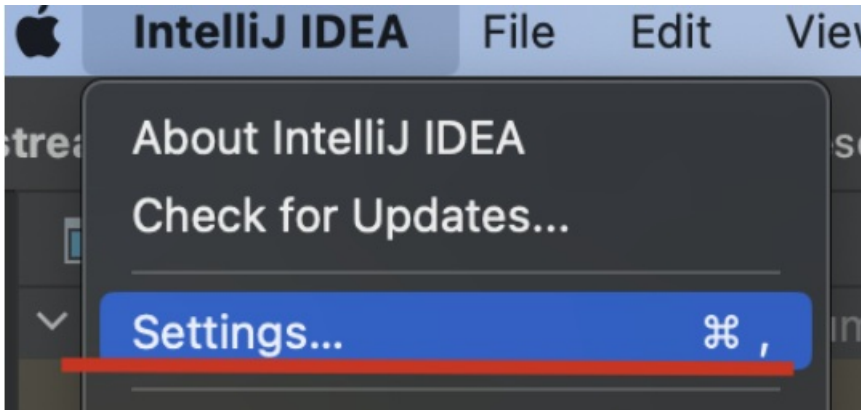 IntelliJ IDEA File Edit
About IntelliJ IDEA
Check for Updates...
Settings... ⌘ ,